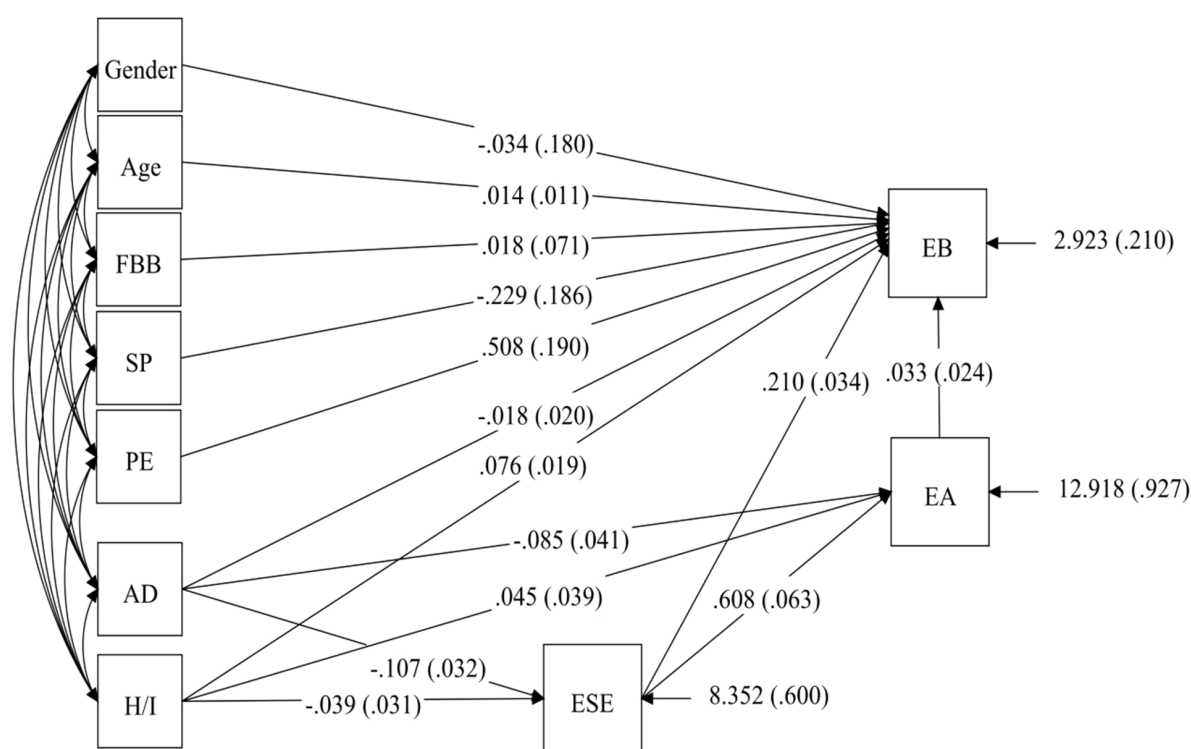 Gender
Age
FBB
SP
PE
AD
H/I
-.034 (.180)
.014 (.011)
.018 (.071)
-.229 (.186)
.508 (.190)
-.018 (.020)
.076 (.019)
-.085 (.041)
.045 (.039)
-.107 (.032)
-.039 (.031)
ESE
8.352 (.600)
.210 (.034)
.608 (.063)
.033 (.024)
EB
2.923 (.210)
EA
12.918 (.927)